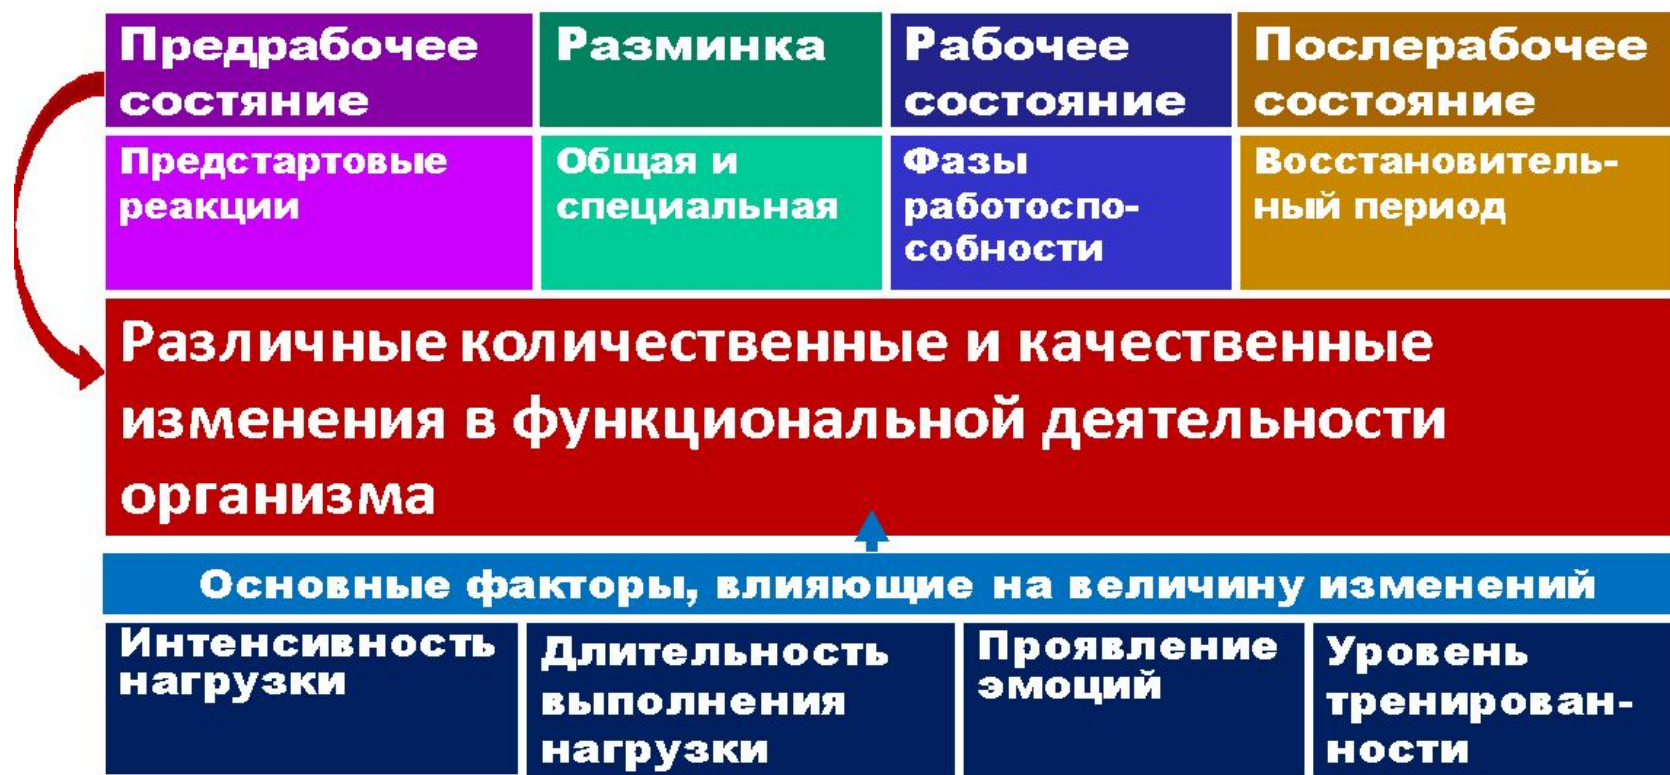 Предрабочее
состяние
Разминка
Рабочее
состояние
Послерабочее
состояние
Предстартовые
реакции
Общая и
специальная
Фазы
работоспо-
собности
Восстановитель-
ный период
Различные количественные и качественные
изменения в функциональной деятельности
организма
Основные факторы, влияющие на величину изменений
Интенсивность
нагрузки
Длительность
выполнения
нагрузки
Проявление
эмоций
Уровень
тренирован-
ности